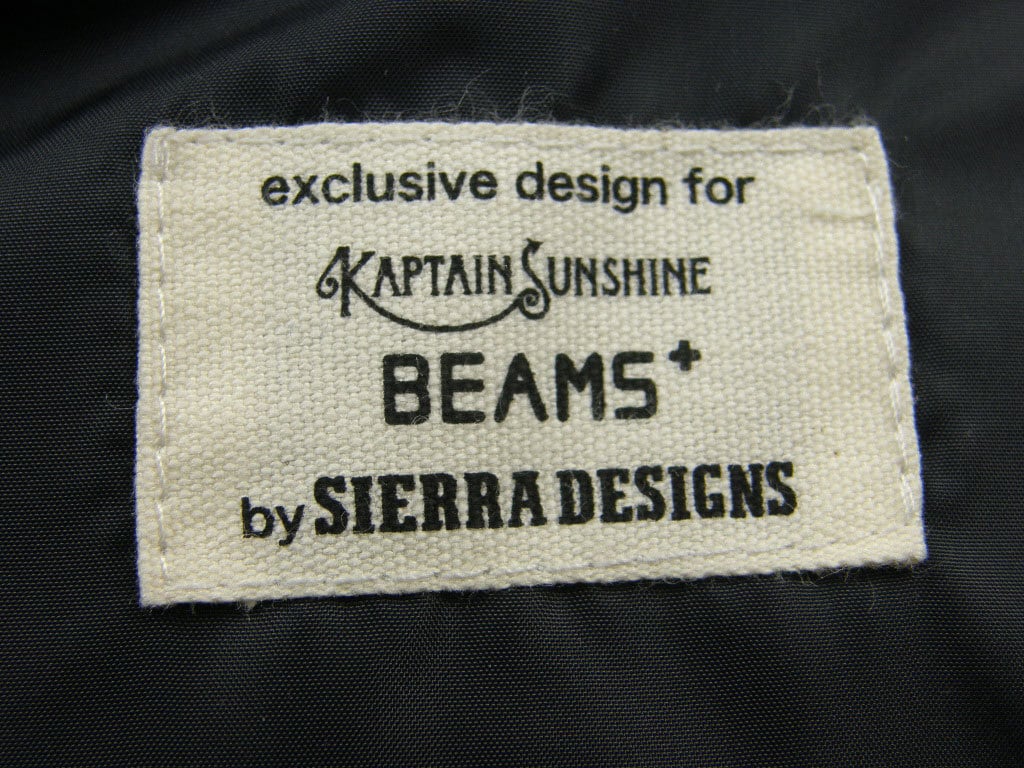 exclusive design for
KAPTAIN SUNSHINE
BEAMS+
by SIERRA DESIGNS